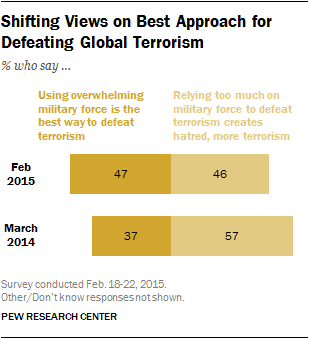 Shifting Views on Best Approach for
Defeating Global Terrorism
% who say ...
Using overwhelming
military force is the
best way to defeat
terrorism
Relying too much on
military force to defeat
terrorism creates
hatred, more terrorism
Feb
2015
47
46
March
2014
37
57
Survey conducted Feb. 18-22, 2015.
Other/Don't know responses not shown.
PEW RESEARCH CENTER